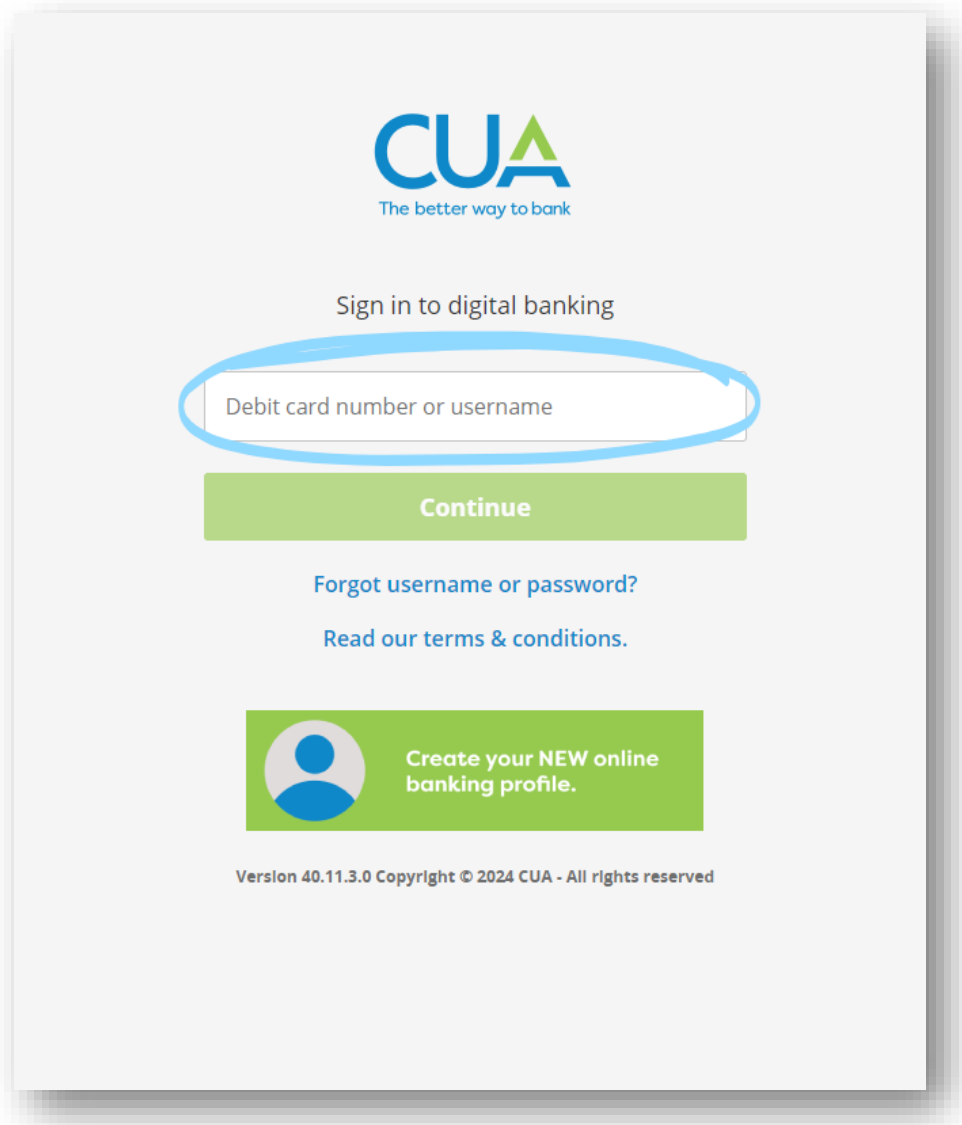 CUA
The better way to bank
Sign in to digital banking
Debit card number or username
Continue
Forgot username or password?
Read our terms & conditions.
Create your NEW online
banking profile.
Version 40.11.3.0 Copyright © 2024 CUA - All rights reserved